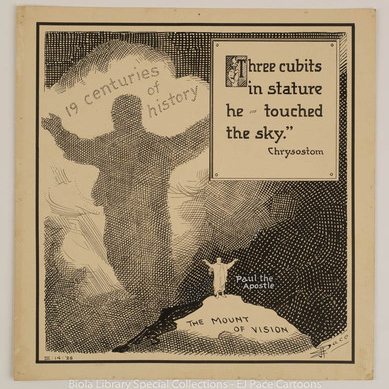 19 centuries
of
history
Three cubits
in stature
he - touched
the sky."
Chrysostom
Paul the
Apostle
THE MOUNT
OF VISION
EJPace
Biola Library Special Collections - EJ Pace Cartoons